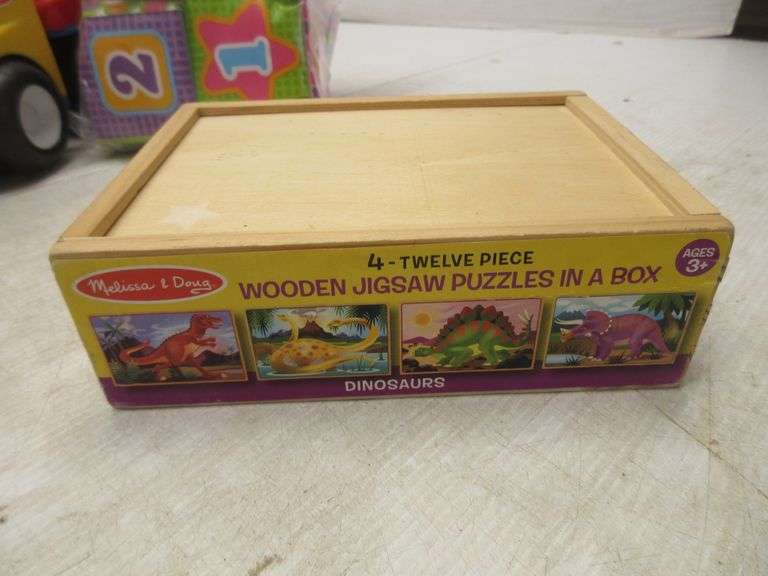 2 1
4 - TWELVE PIECE
Melissa & Doug
WOODEN JIGSAW PUZZLES IN A BOX
AGES
3+
DINOSAURS